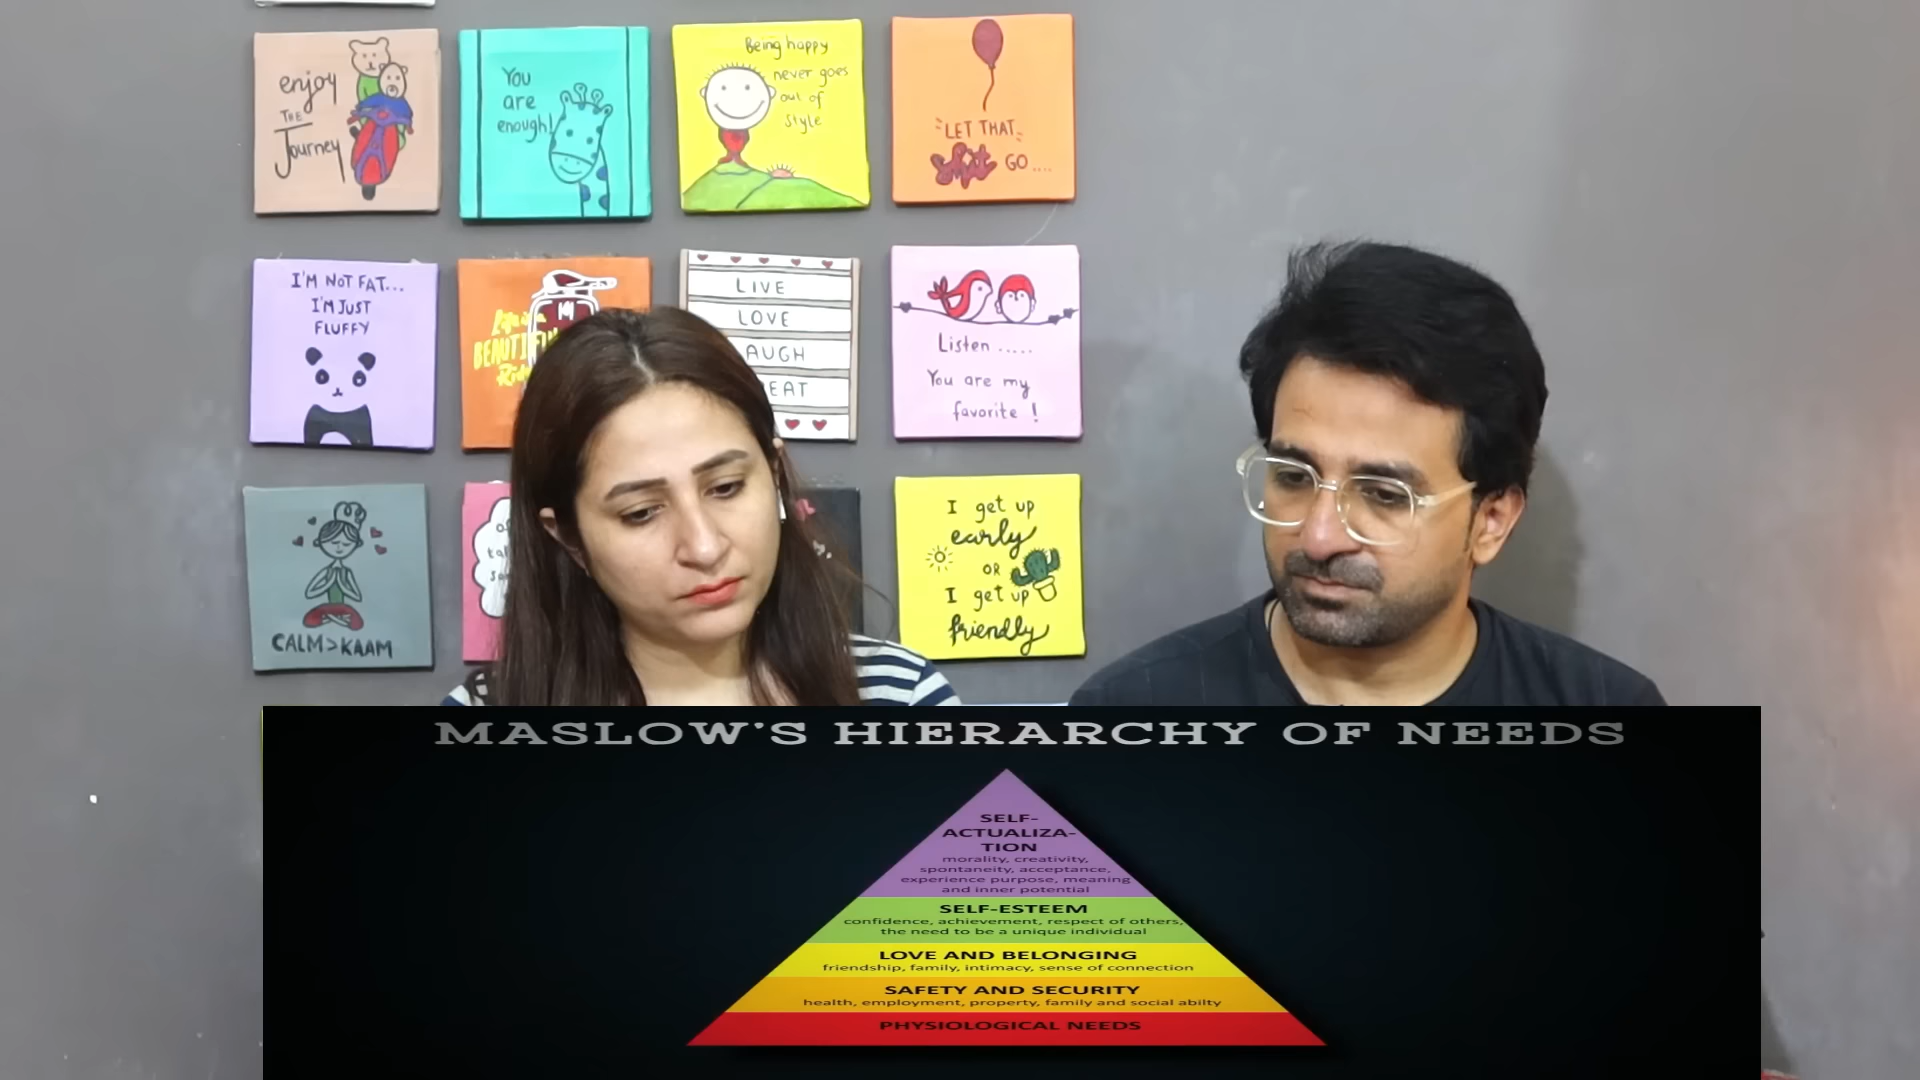 enjoy
THE
Journey
You
are
enough!
Being happy
never goes
out of
style
LET THAT
shit GO ....
I'M NOT FAT...
I'M JUST
FLUFFY
BEAUTIFUL
LIVE
LOVE
AUGH
EAT
Listen .....
You are my
favorite !
CALM>KAAM
I get up
early
OR
I get up
friendly
MASLOW'S HIERARCHY OF NEEDS
SELF-
ACTUALIZA-
TION
morality, creativity,
spontaneity, acceptance,
experience purpose, meaning
and inner potential
SELF-ESTEEM
confidence, achievement, respect of others,
the need to be a unique individual
LOVE AND BELONGING
friendship, family, intimacy, sense of connection
SAFETY AND SECURITY
health, employment, property, family and social abilty
PHYSIOLOGICAL NEEDS